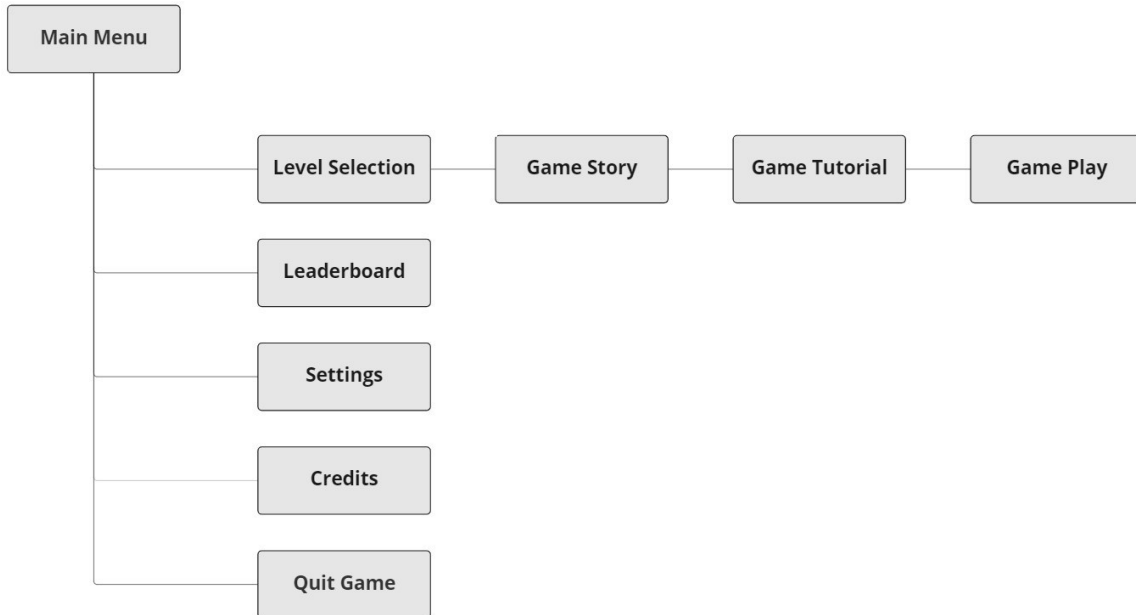 Main Menu
Level Selection
Game Story
Game Tutorial
Game Play
Leaderboard
Settings
Credits
Quit Game